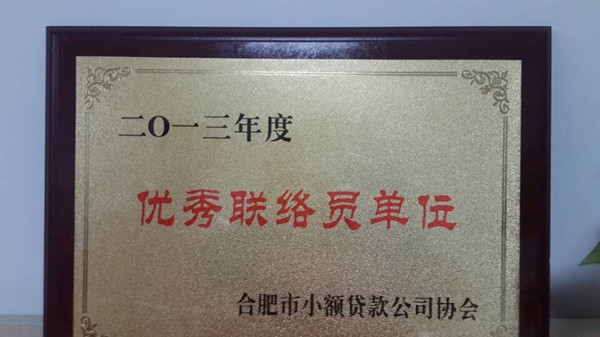 二O一三年度
优秀联络员单位
合肥市小额贷款公司协会